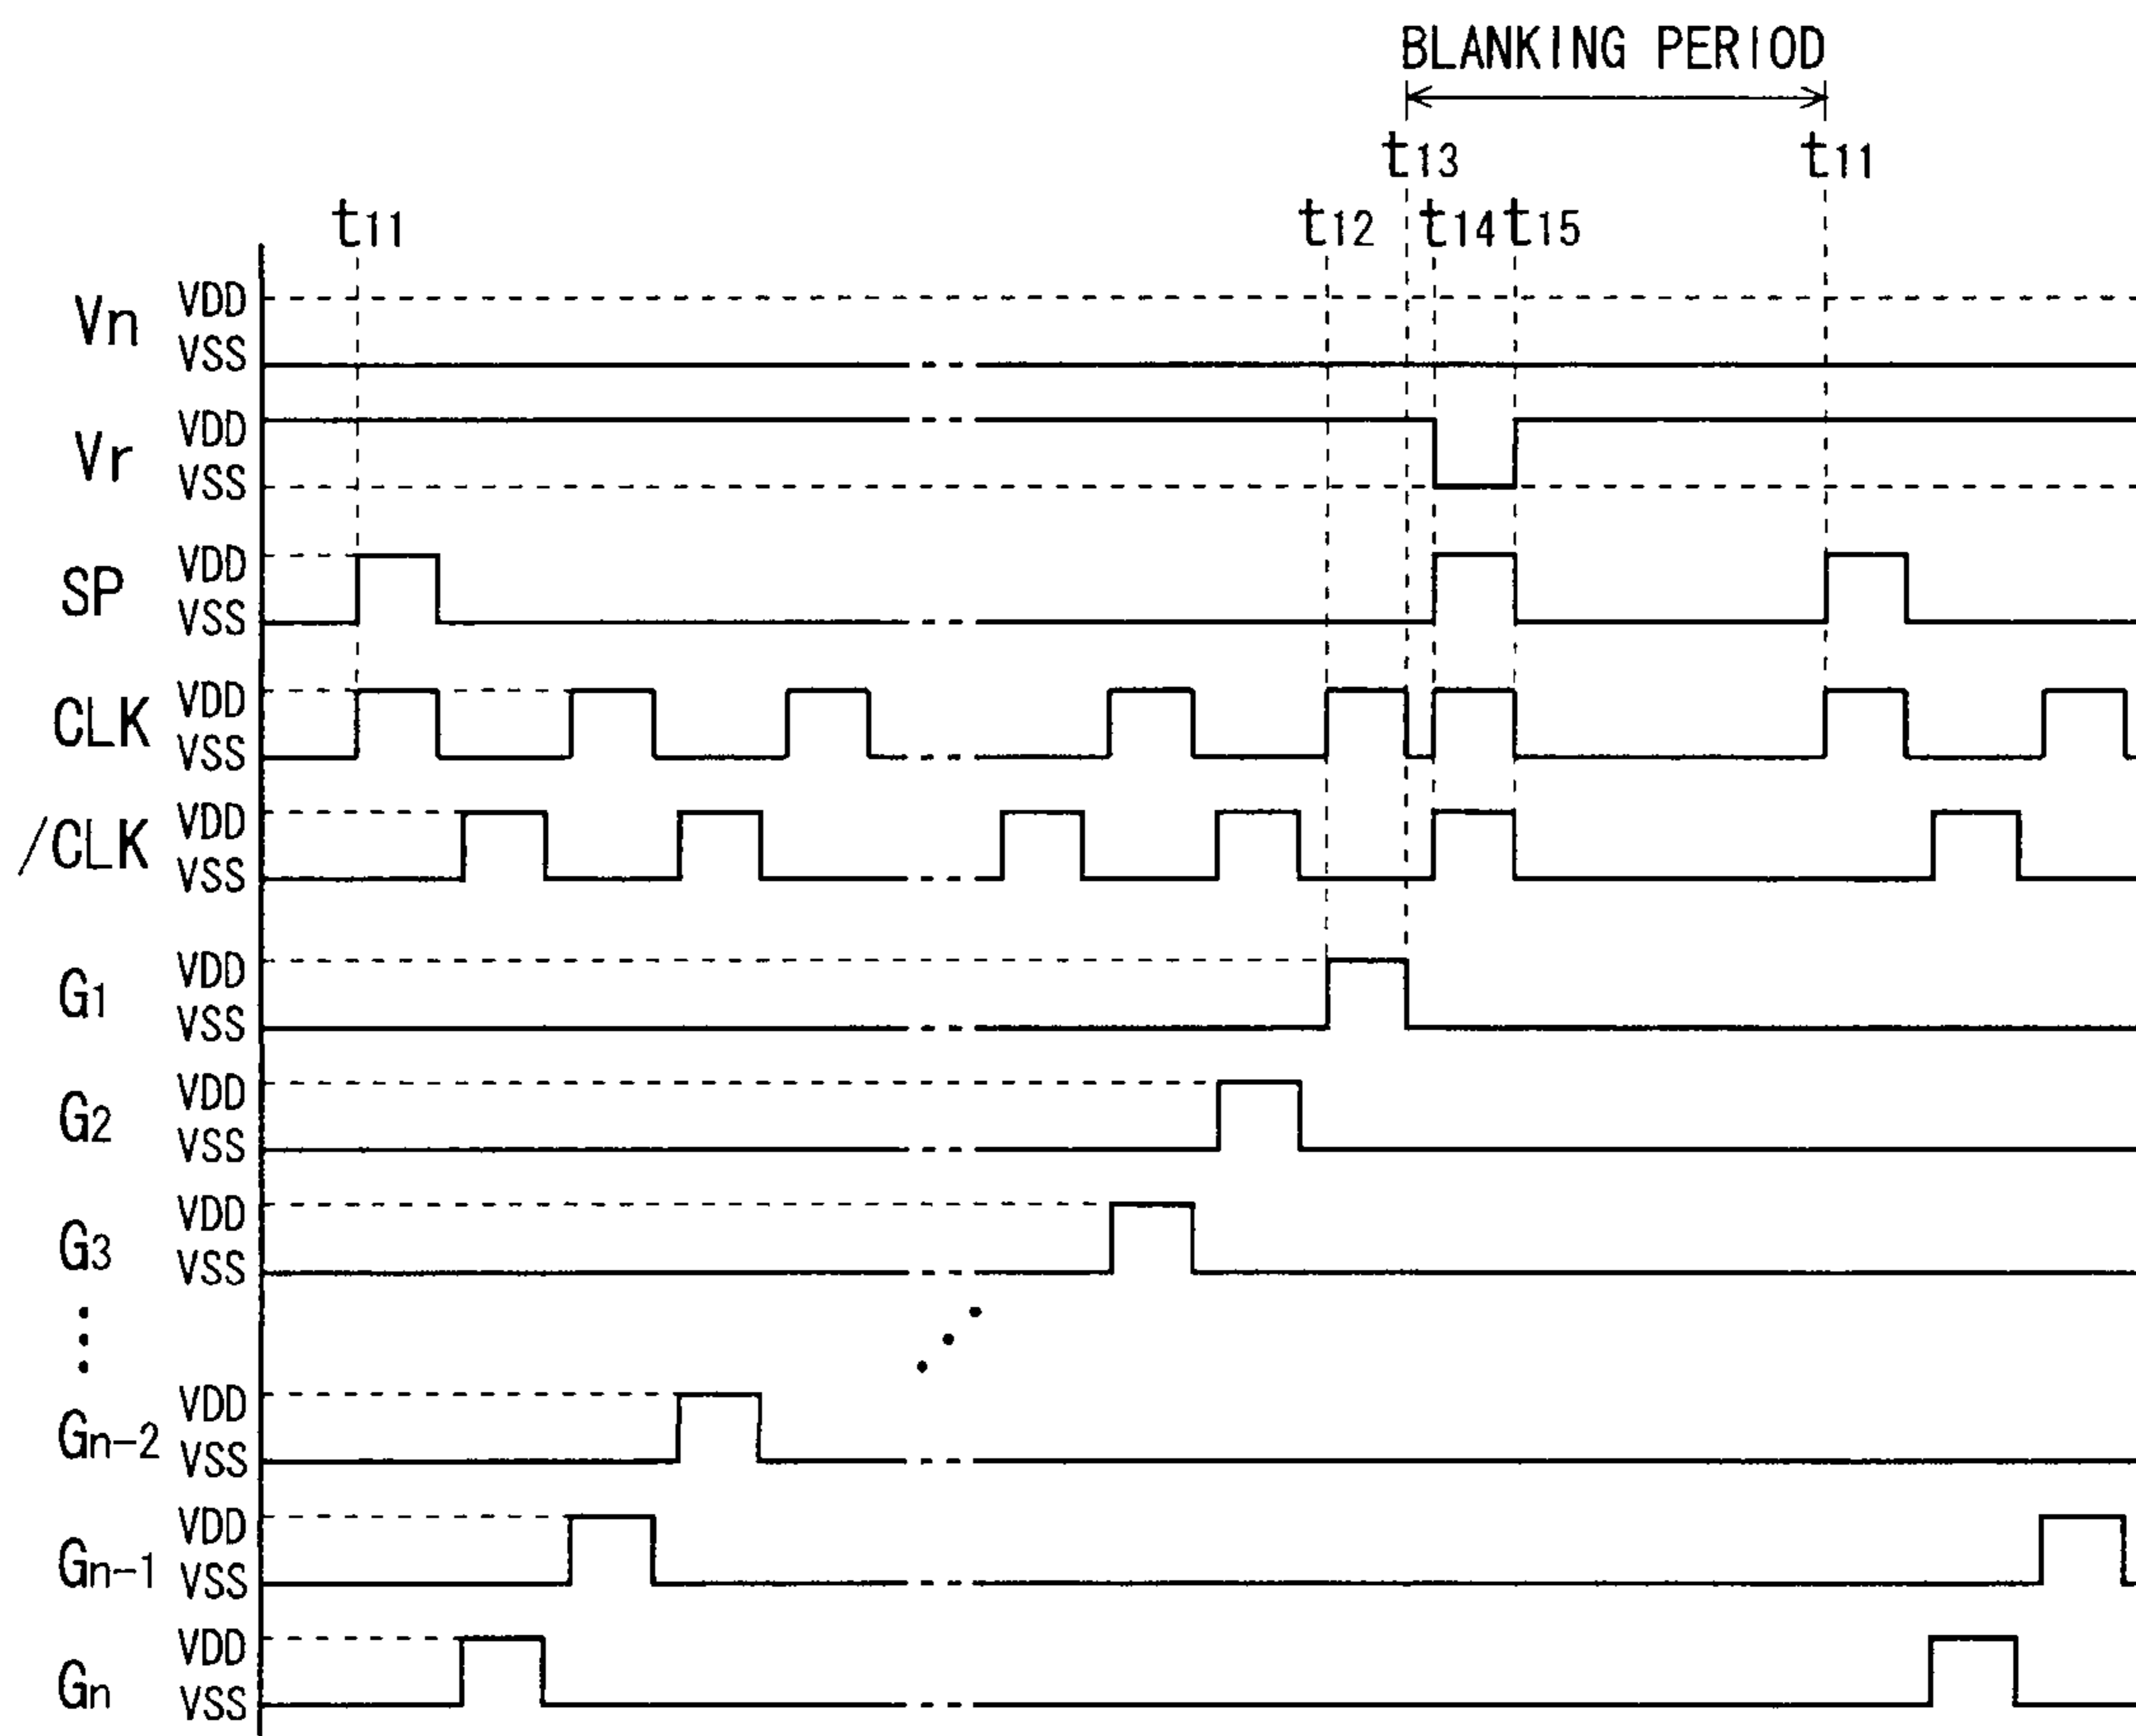 BLANKING PERIOD
t13 t11
t11 t12 t14 t15
Vn VDD
VSS
Vr VDD
VSS
SP VDD
VSS
CLK VDD
VSS
/CLK VDD
VSS
G1 VDD
VSS
G2 VDD
VSS
G3 VDD
VSS
Gn-2 VDD
VSS
Gn-1 VDD
VSS
Gn VDD
VSS